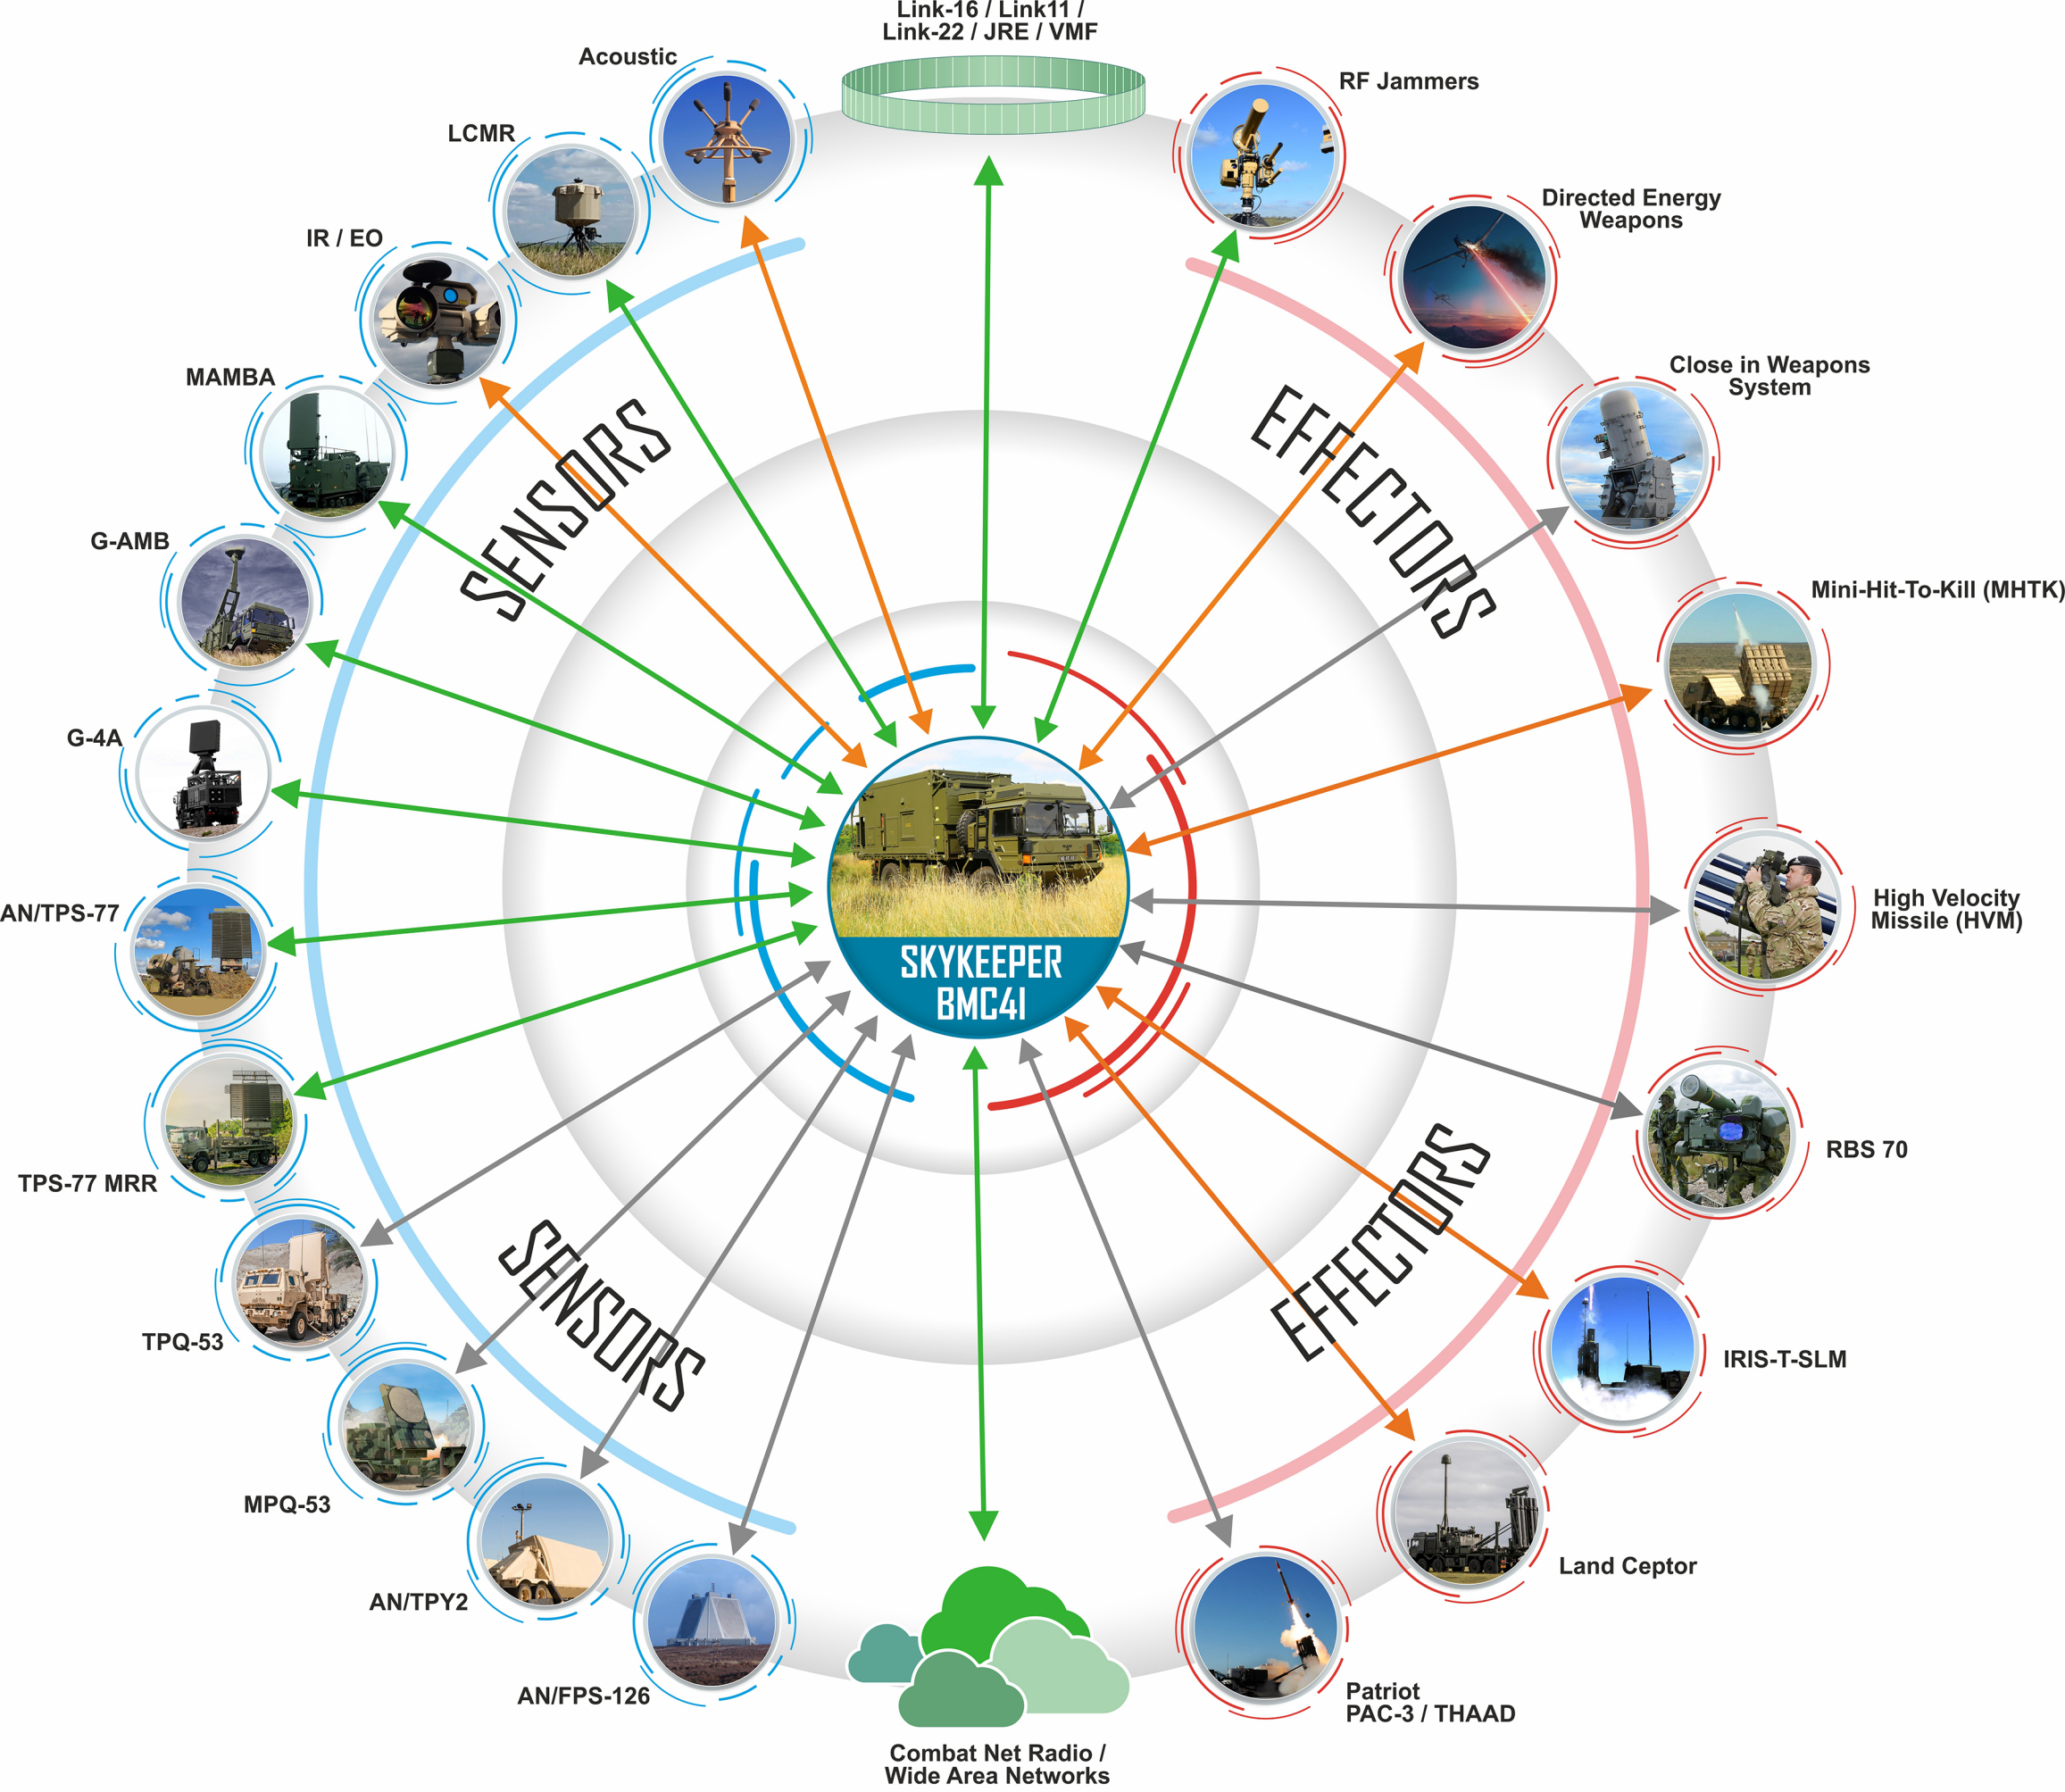 Link-16 / Link11 /
Link-22 / JRE / VMF
Acoustic
RF Jammers
LCMR
Directed Energy
Weapons
IR / EO
Close in Weapons
System
MAMBA
SENSORS
EFFECTORS
G-AMB
Mini-Hit-To-Kill (MHTK)
G-4A
AN/TPS-77
High Velocity
Missile (HVM)
SKYKEEPER
BMC4I
TPS-77 MRR
RBS 70
TPQ-53
SENSORS
EFFECTORS
IRIS-T-SLM
MPQ-53
Land Ceptor
AN/TPY2
AN/FPS-126
Patriot
PAC-3 / THAAD
Combat Net Radio /
Wide Area Networks